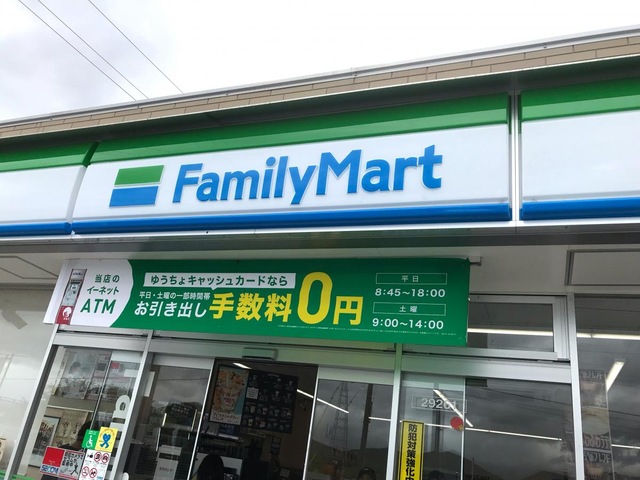 FamilyMart
当店の
イーネット
ATM
ゆうちょキャッシュカードなら
平日・土曜の一部時間帯
お引き出し手数料0円
平日
8:45~18:00
土曜
9:00~14:00
防犯
対策強化
SECOM